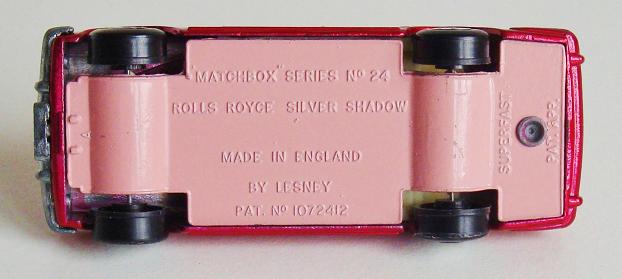 "MATCHBOX" SERIES Nº 24
ROLLS ROYCE SILVER SHADOW
MADE IN ENGLAND
BY LESNEY
PAT. Nº 1072412
SUPERFAST
PAT. APP.
A